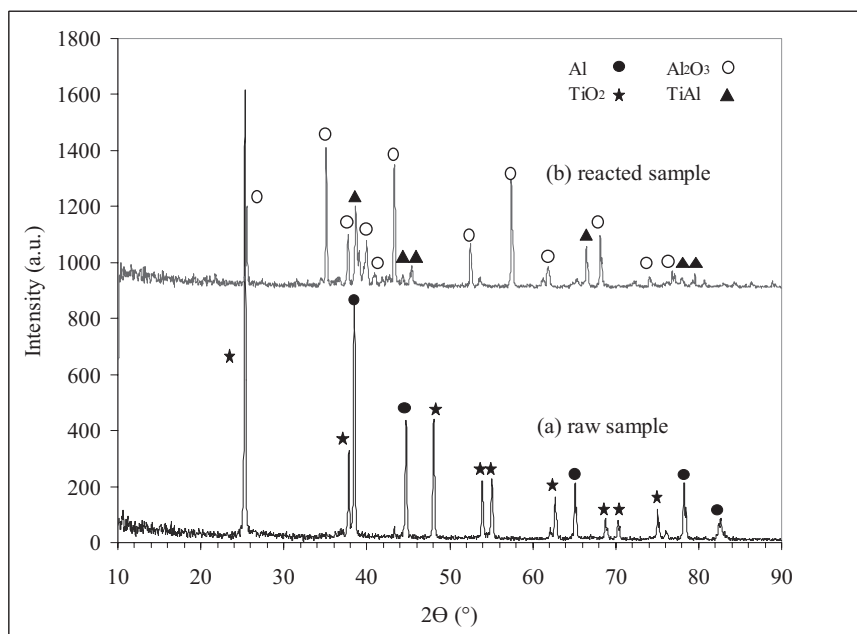 1800
1600
1400
1200
1000
800
600
400
200
0
Intensity (a.u.)
Al ● Al2O3 ○
TiO2 ★ TiAl ▲
(b) reacted sample
(a) raw sample
10 20 30 40 50 60 70 80 90
2Θ (°)